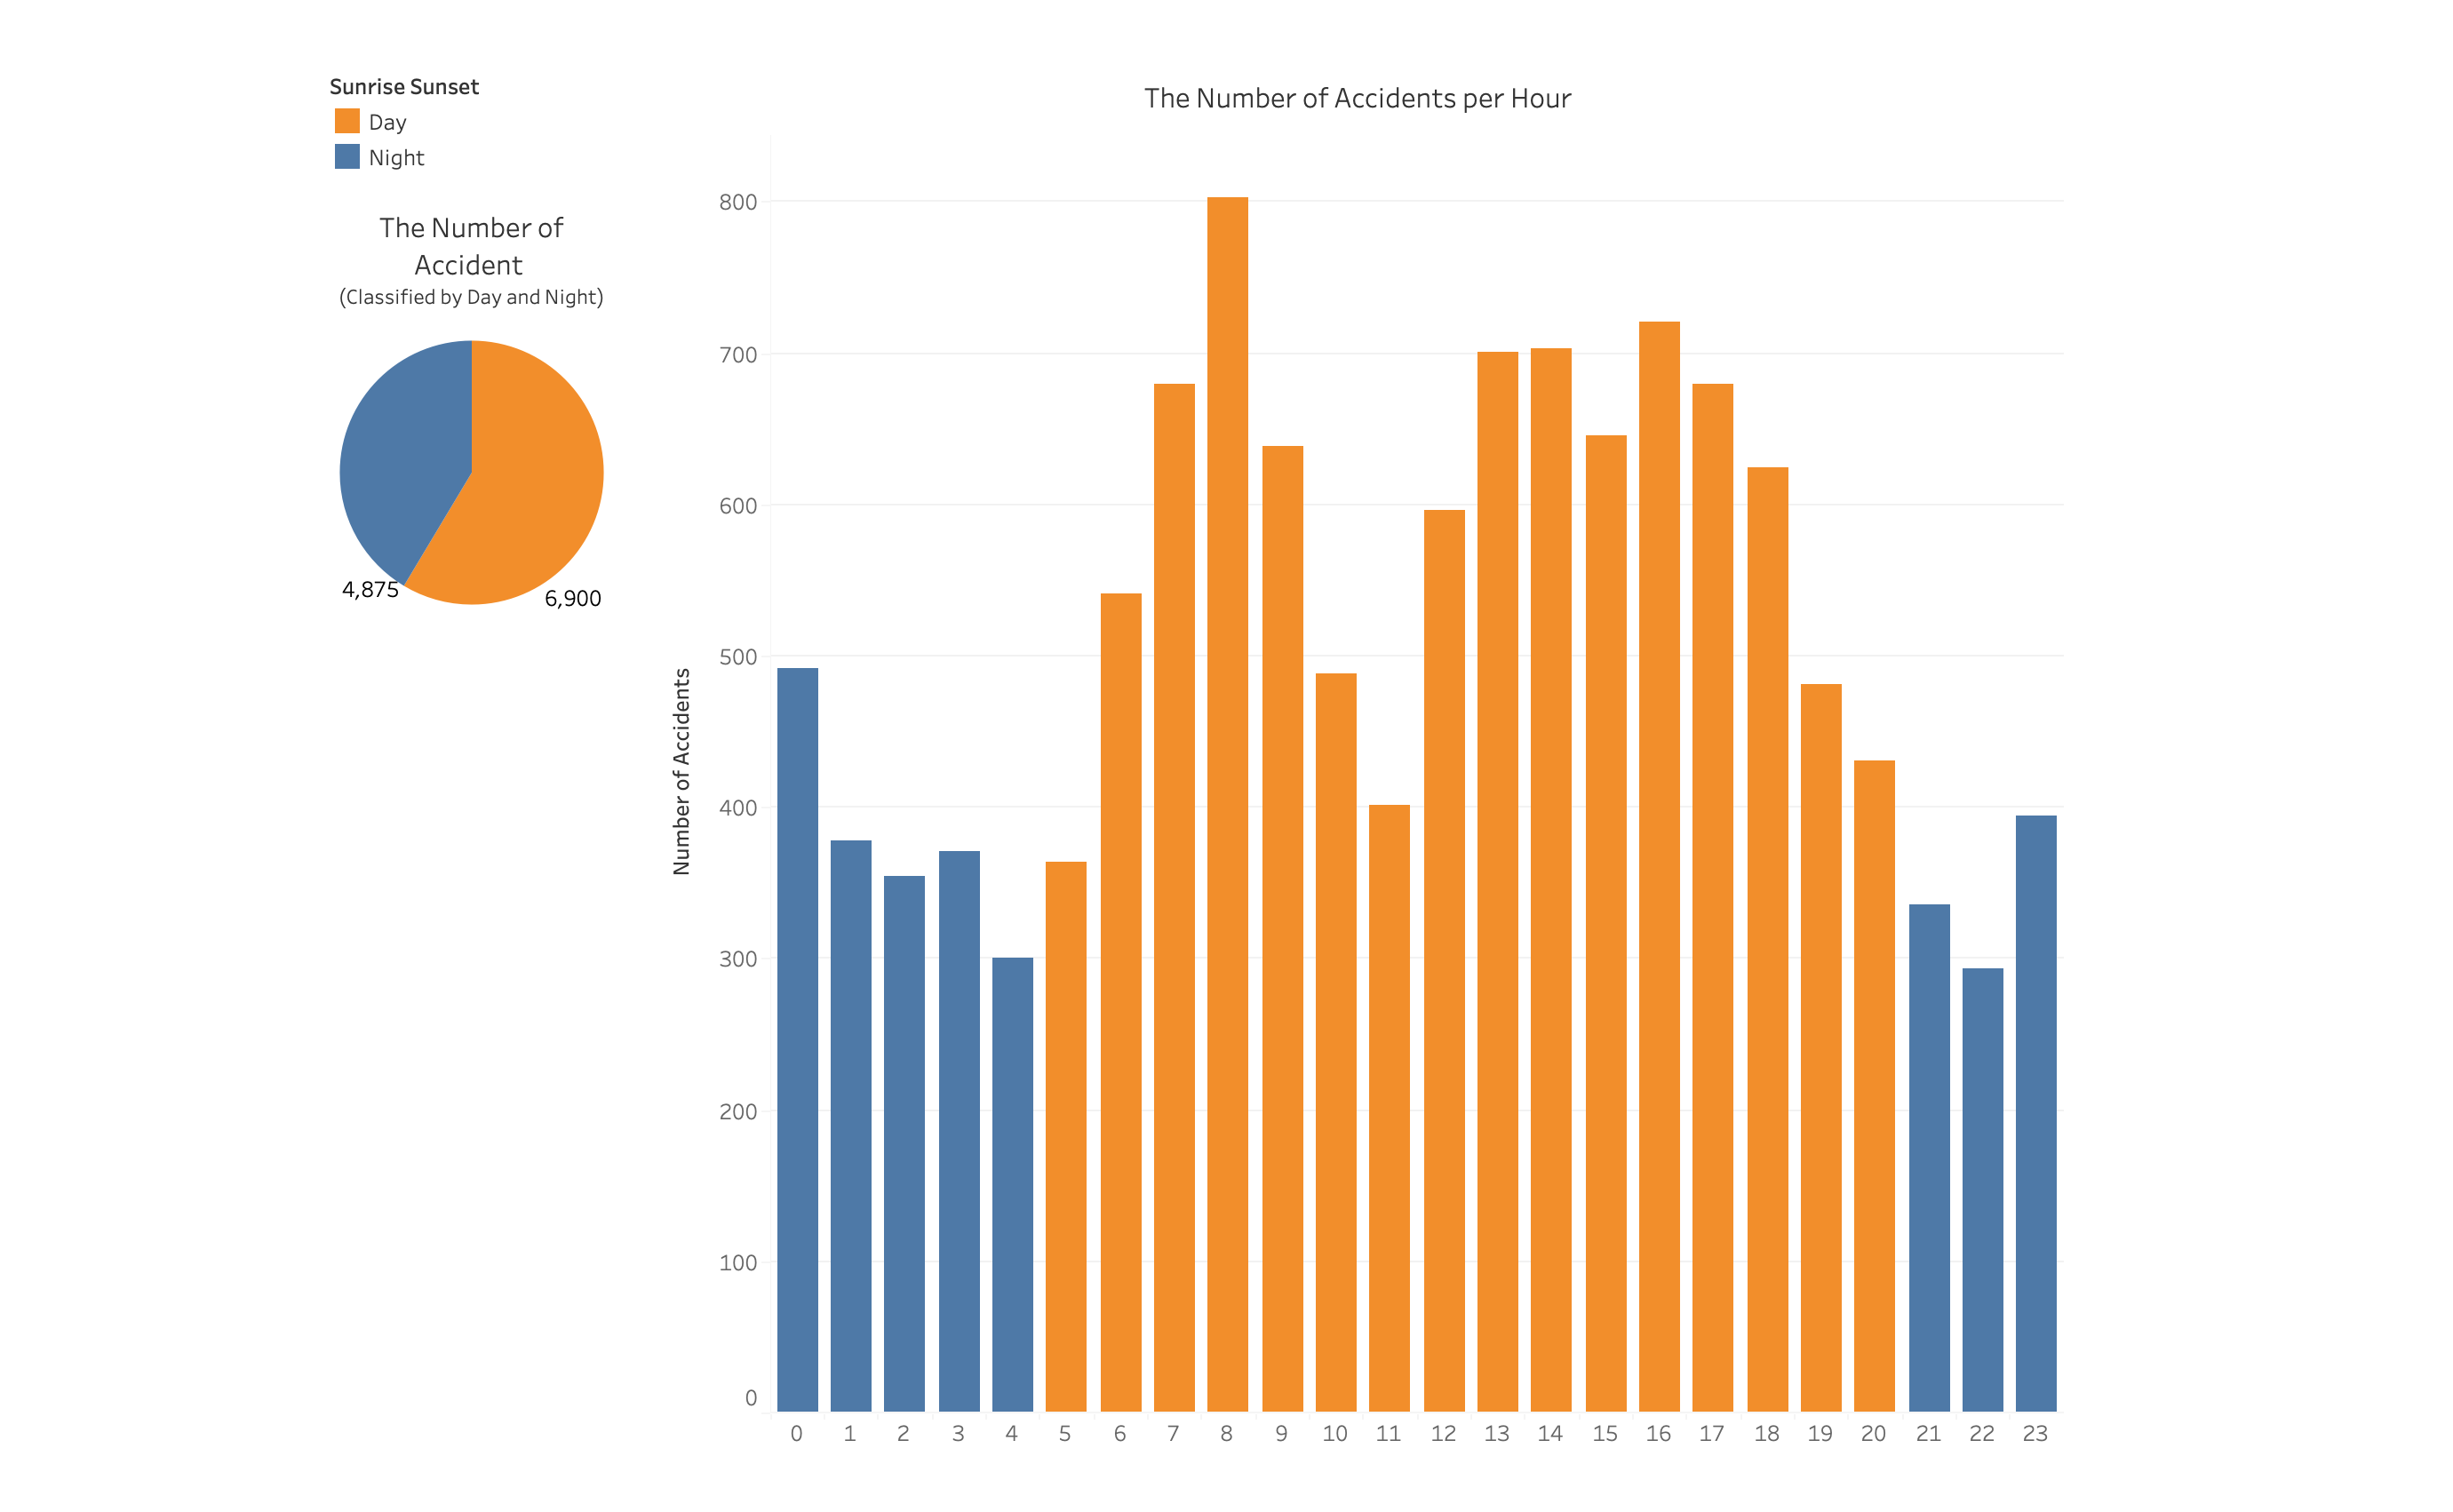 Sunrise Sunset
Day
Night
The Number of
Accident
(Classified by Day and Night)
4,875
6,900
The Number of Accidents per Hour
Number of Accidents
800
700
600
500
400
300
200
100
0
0 1 2 3 4 5 6 7 8 9 10 11 12 13 14 15 16 17 18 19 20 21 22 23